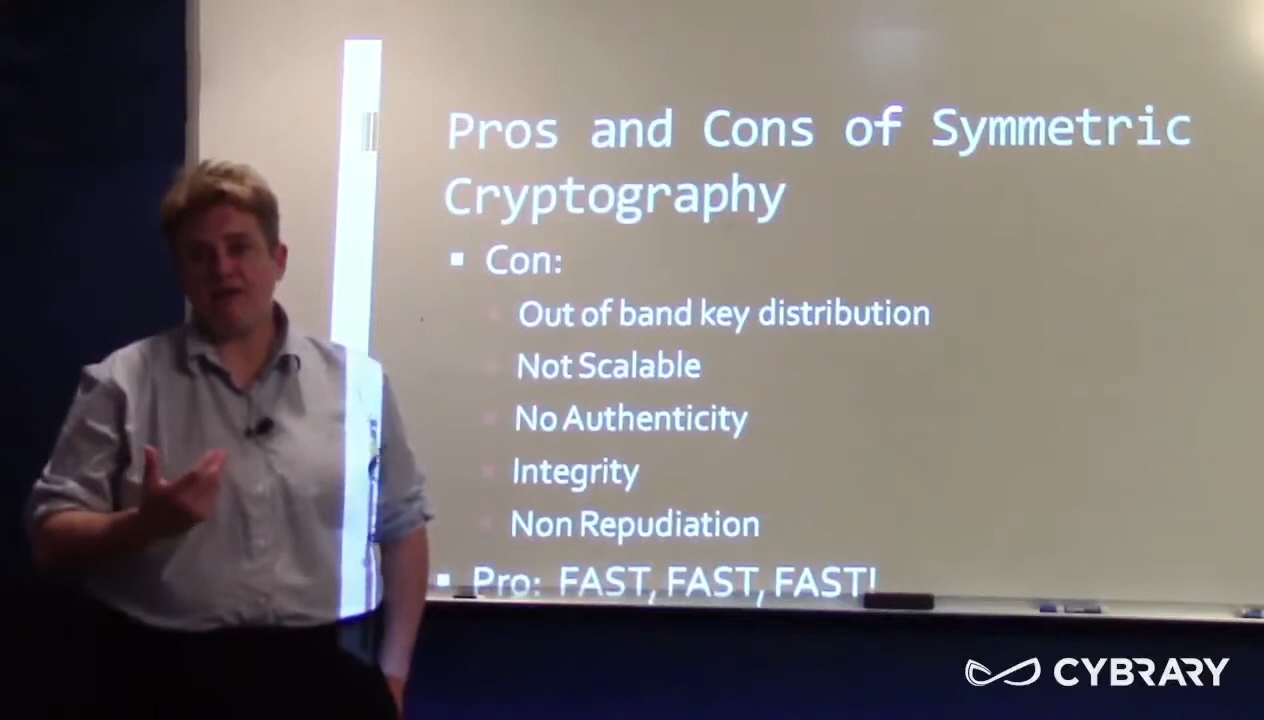 Pros and Cons of Symmetric
Cryptography
Con:
Out of band key distribution
Not Scalable
No Authenticity
Integrity
Non Repudiation
Pro: FAST, FAST, FAST!
CYBRARY